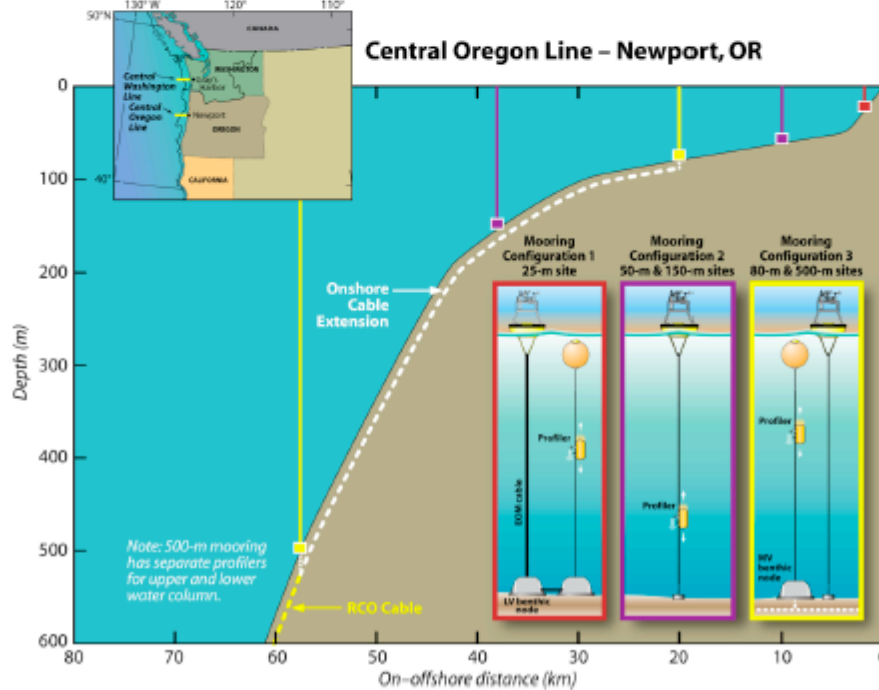 50°N
130°W
120°
110°
CANADA
Central Oregon Line – Newport, OR
WASHINGTON
Central
Washington
Line
Gray's
Harbor
Central
Oregon
Line
Newport
OREGON
CALIFORNIA
40°
0
100
200
300
400
500
600
Depth (m)
Onshore
Cable
Extension
Mooring
Configuration 1
25-m site
Mooring
Configuration 2
50-m & 150-m sites
Mooring
Configuration 3
80-m & 500-m sites
Profiler
EOM cable
LV benthic
node
Profiler
Profiler
MV
benthic
node
Note: 500-m mooring
has separate profilers
for upper and lower
water column.
RCO Cable
80
70
60
50
40
30
20
10
0
On–offshore distance (km)